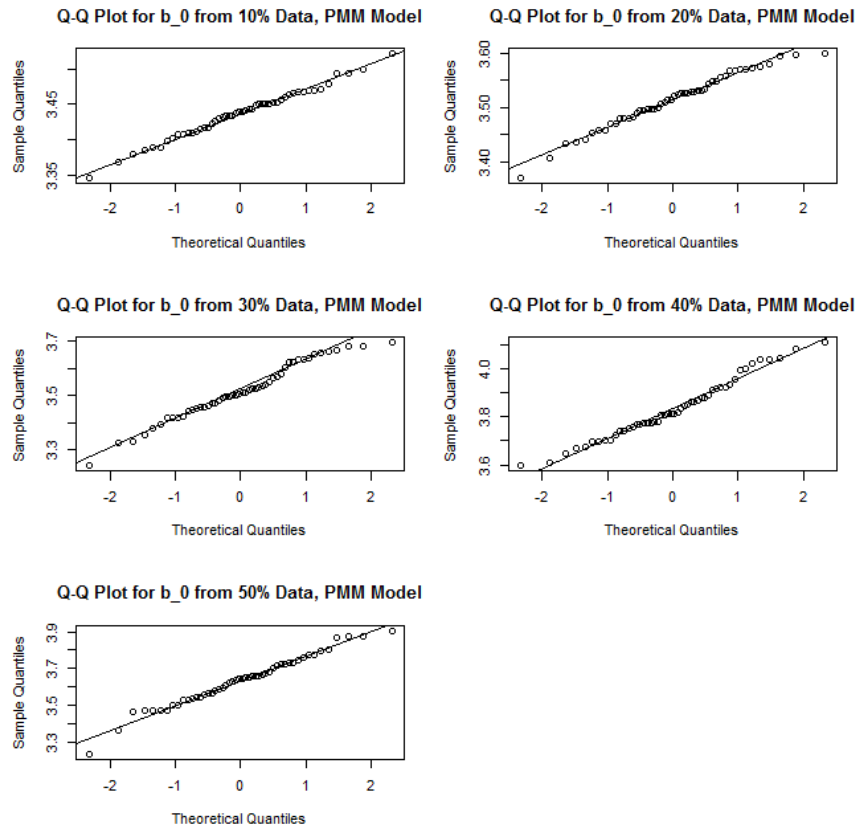 Q-Q Plot for b_0 from 10% Data, PMM Model
Sample Quantiles
3.45
3.35
-2 -1 0 1 2
Theoretical Quantiles
Q-Q Plot for b_0 from 20% Data, PMM Model
Sample Quantiles
3.60
3.50
3.40
-2 -1 0 1 2
Theoretical Quantiles
Q-Q Plot for b_0 from 30% Data, PMM Model
Sample Quantiles
3.7
3.5
3.3
-2 -1 0 1 2
Theoretical Quantiles
Q-Q Plot for b_0 from 40% Data, PMM Model
Sample Quantiles
4.0
3.8
3.6
-2 -1 0 1 2
Theoretical Quantiles
Q-Q Plot for b_0 from 50% Data, PMM Model
Sample Quantiles
3.9
3.7
3.5
3.3
-2 -1 0 1 2
Theoretical Quantiles